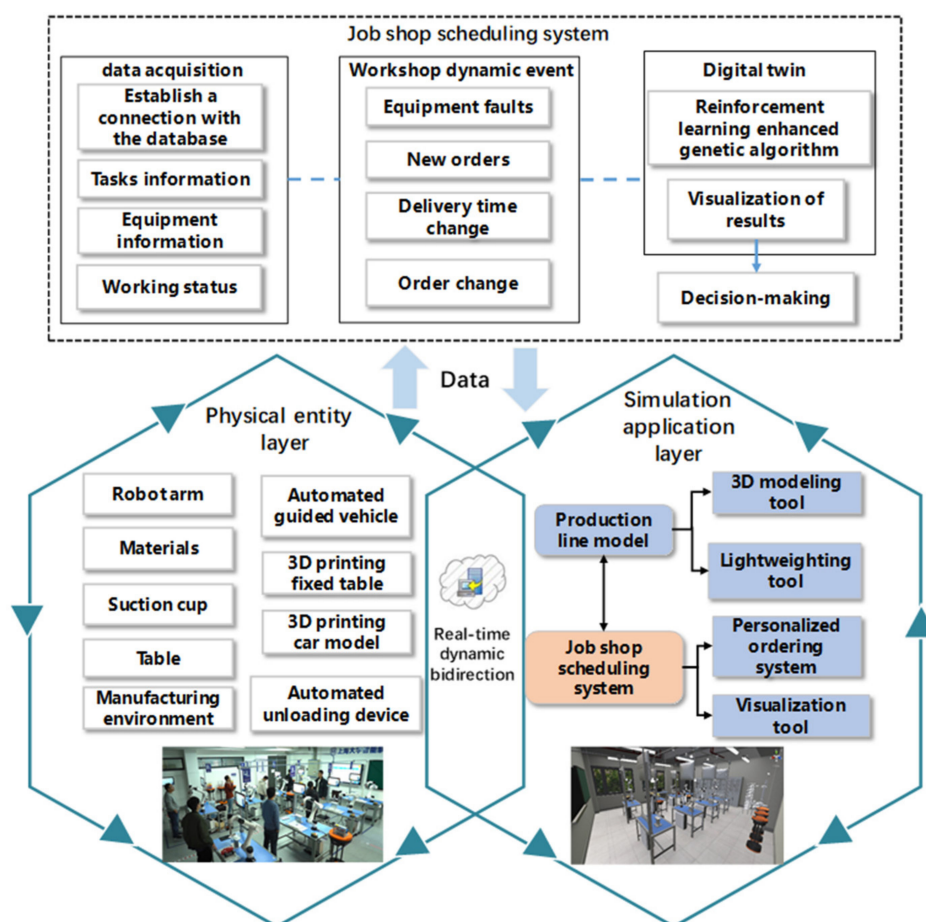 Job shop scheduling system
data acquisition
Establish a
connection with
the database
Tasks information
Equipment
information
Working status
Workshop dynamic event
Equipment faults
New orders
Delivery time
change
Order change
Digital twin
Reinforcement
learning enhanced
genetic algorithm
Visualization of
results
Decision-making
Data
Physical entity
layer
Robot arm
Materials
Suction cup
Table
Manufacturing
environment
Automated
guided vehicle
3D printing
fixed table
3D printing
car model
Automated
unloading device
Real-time
dynamic
bidirection
Simulation
application
layer
Production
line model
Job shop
scheduling
system
3D modeling
tool
Lightweighting
tool
Personalized
ordering system
Visualization
tool